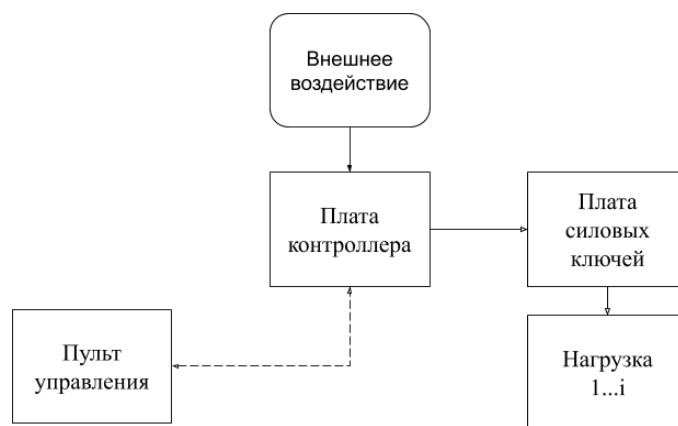 Внешнее
воздействие
Плата
контроллера
Плата
силовых
ключей
Пульт
управления
Нагрузка
1...i